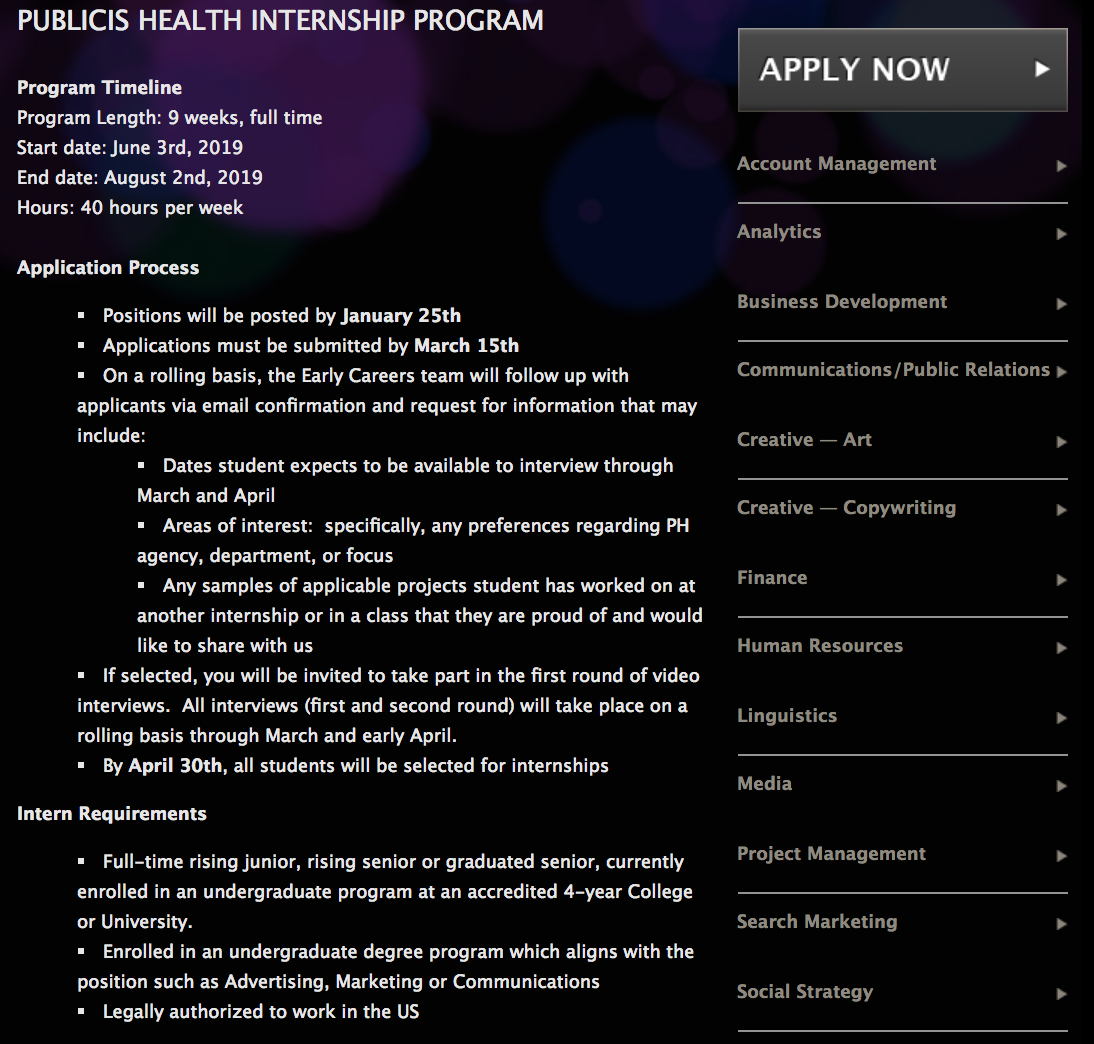 PUBLICIS HEALTH INTERNSHIP PROGRAM
Program Timeline
Program Length: 9 weeks, full time
Start date: June 3rd, 2019
End date: August 2nd, 2019
Hours: 40 hours per week
Application Process
▪ Positions will be posted by January 25th
▪ Applications must be submitted by March 15th
▪ On a rolling basis, the Early Careers team will follow up with
applicants via email confirmation and request for information that may
include:
▪ Dates student expects to be available to interview through
March and April
▪ Areas of interest:  specifically, any preferences regarding PH
agency, department, or focus
▪ Any samples of applicable projects student has worked on at
another internship or in a class that they are proud of and would
like to share with us
▪ If selected, you will be invited to take part in the first round of video
interviews.  All interviews (first and second round) will take place on a
rolling basis through March and early April.
▪ By April 30th, all students will be selected for internships
Intern Requirements
▪ Full-time rising junior, rising senior or graduated senior, currently
enrolled in an undergraduate program at an accredited 4-year College
or University.
▪ Enrolled in an undergraduate degree program which aligns with the
position such as Advertising, Marketing or Communications
▪ Legally authorized to work in the US
APPLY NOW
Account Management
Analytics
Business Development
Communications/Public Relations
Creative — Art
Creative — Copywriting
Finance
Human Resources
Linguistics
Media
Project Management
Search Marketing
Social Strategy